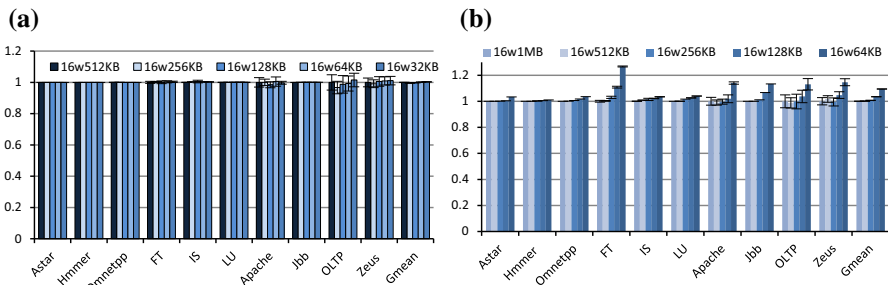 (a)
(b)
16w512KB 16w256KB 16w128KB 16w64KB 16w32KB
16w1MB 16w512KB 16w256KB 16w128KB 16w64KB
1.2
1
0.8
0.6
0.4
0.2
0
Astar Hmmer Omnetpp FT IS LU Apache Jbb OLTP Zeus Gmean
1.2
1
0.8
0.6
0.4
0.2
0
Astar Hmmer Omnetpp FT IS LU Apache Jbb OLTP Zeus Gmean